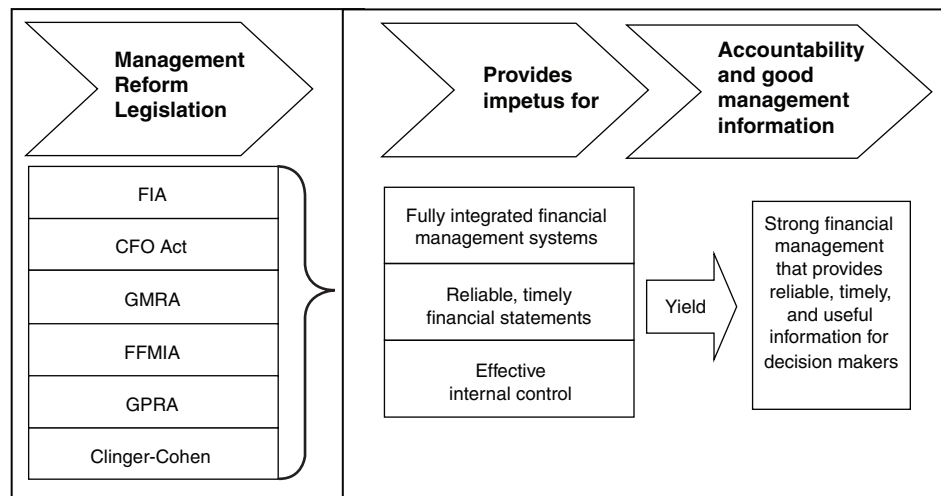 Management
Reform
Legislation
FIA
CFO Act
GMRA
FFMIA
GPRA
Clinger-Cohen
Provides
impetus for
Accountability
and good
management
information
Fully integrated financial
management systems
Reliable, timely
financial statements
Effective
internal control
Yield
Strong financial
management
that provides
reliable, timely,
and useful
information for
decision makers